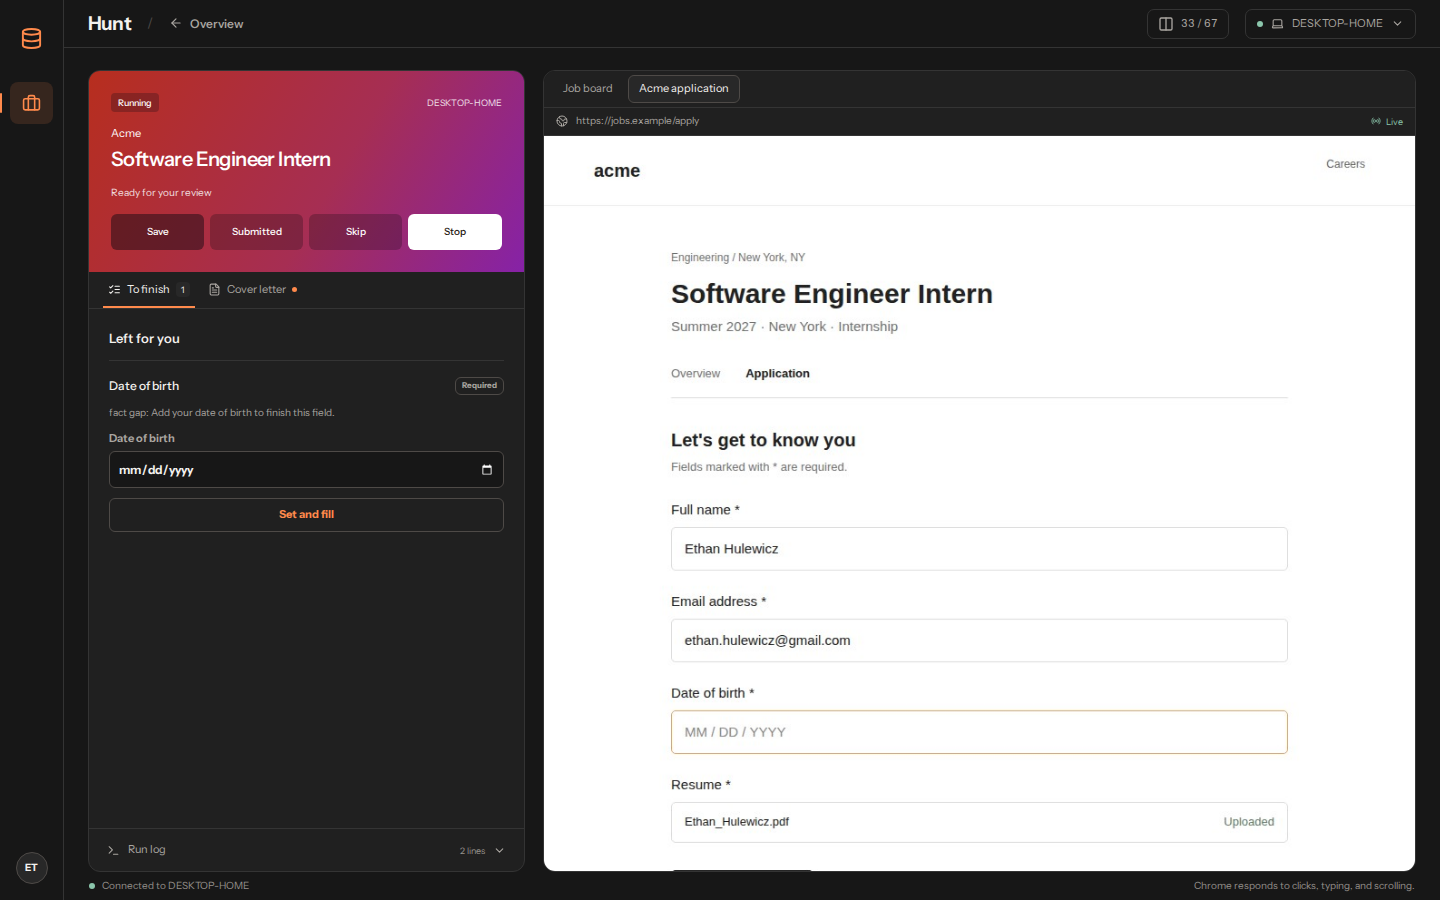 Hunt / Overview
33 / 67
DESKTOP-HOME
Running
DESKTOP-HOME
Acme
Software Engineer Intern
Ready for your review
Save
Submitted
Skip
Stop
To finish 1
Cover letter
Left for you
Date of birth
Required
fact gap: Add your date of birth to finish this field.
Date of birth
mm/dd/yyyy
Set and fill
Run log
2 lines
ET
Connected to DESKTOP-HOME
Job board
Acme application
https://jobs.example/apply
Live
acme
Careers
Engineering / New York, NY
Software Engineer Intern
Summer 2027 · New York · Internship
Overview
Application
Let's get to know you
Fields marked with * are required.
Full name *
Ethan Hulewicz
Email address *
ethan.hulewicz@gmail.com
Date of birth *
MM / DD / YYYY
Resume *
Ethan_Hulewicz.pdf
Uploaded
Chrome responds to clicks, typing, and scrolling.